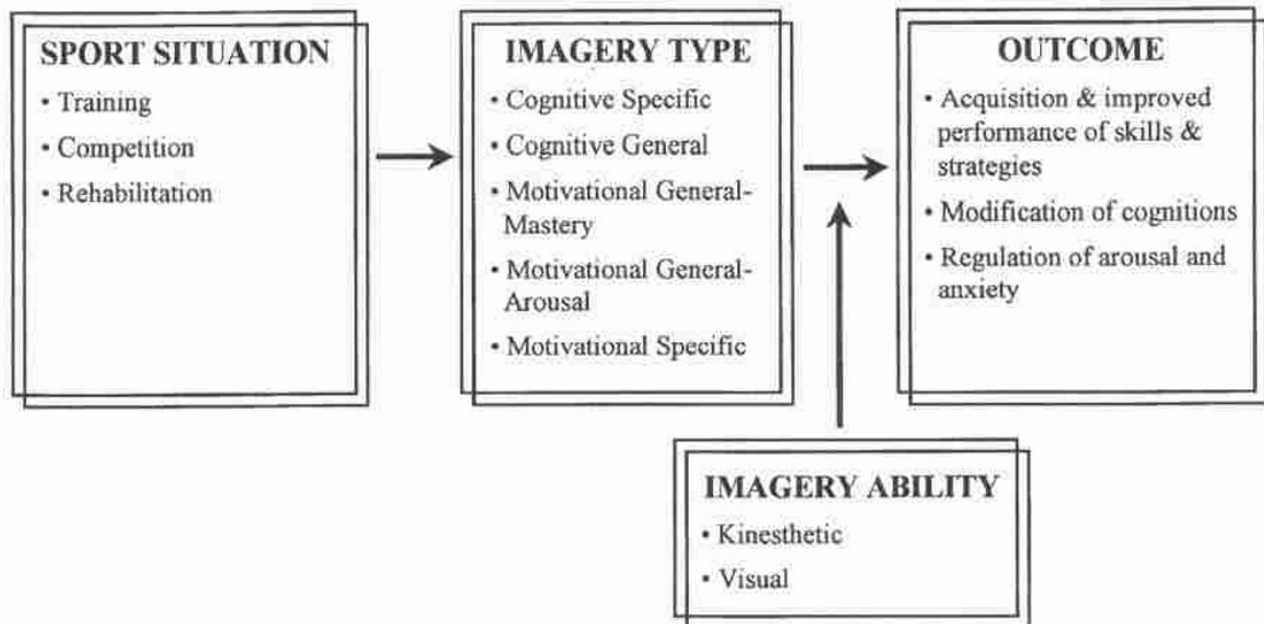 SPORT SITUATION
• Training
• Competition
• Rehabilitation
IMAGERY TYPE
• Cognitive Specific
• Cognitive General
• Motivational General-
Mastery
• Motivational General-
Arousal
• Motivational Specific
OUTCOME
• Acquisition & improved
performance of skills &
strategies
• Modification of cognitions
• Regulation of arousal and
anxiety
IMAGERY ABILITY
• Kinesthetic
• Visual